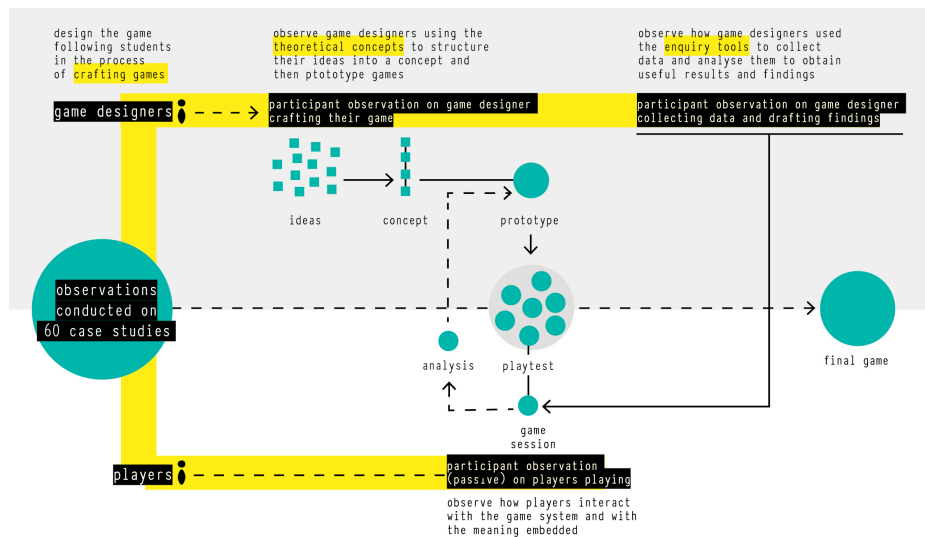 design the game
following students
in the process
of crafting games
observe game designers using the
theoretical concepts to structure
their ideas into a concept and
then ptototype games
observe how game designers used
the enquiry tools to collect
data and analyse them to obtain
useful results and findings
game designers
participant observation on game designer
crafting their game
participant observation on game designer
collecting data and drafting findings
ideas
concept
prototype
observations
conducted on
60 case studies
analysis
playtest
final game
game
session
players
participant observation
(passive) on players playing
observe how players interact
with the game system and with
the meaning embedded